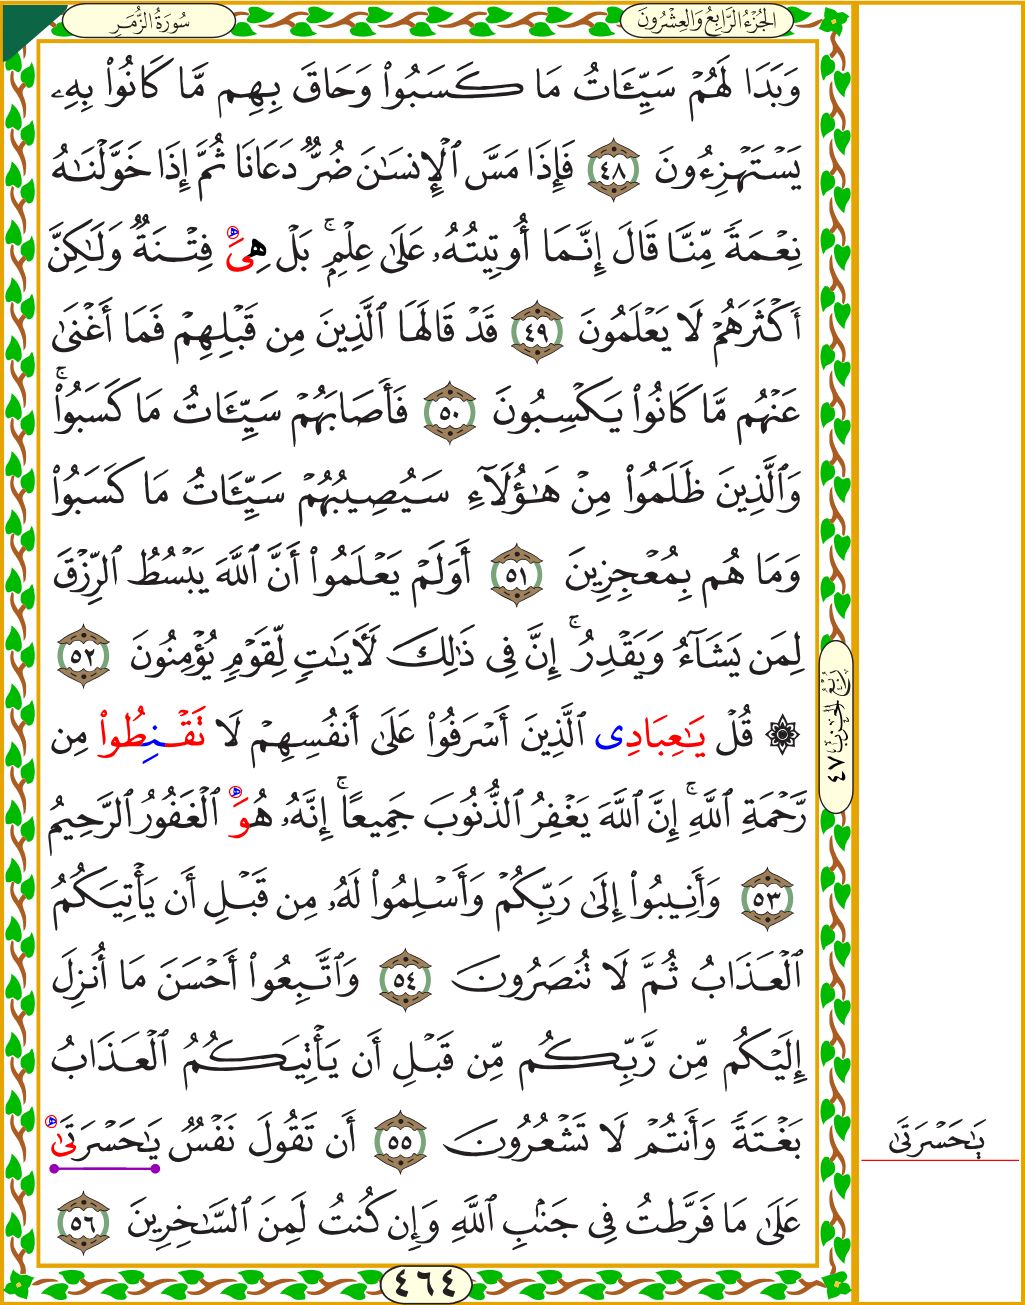 سُورَةُ الزُّمَرِ
الجُزْءُ الرَّابِعُ وَالعِشْرُونَ
وَبَدَا لَهُمْ سَيِّـَٔاتُ مَا كَسَبُوا۟ وَحَاقَ بِهِم مَّا كَانُوا۟ بِهِۦ
يَسْتَهْزِءُونَ ٤٨ فَإِذَا مَسَّ ٱلْإِنسَـٰنَ ضُرٌّ دَعَانَا ثُمَّ إِذَا خَوَّلْنَـٰهُ
نِعْمَةً مِّنَّا قَالَ إِنَّمَا أُوتِيتُهُۥ عَلَىٰ عِلْمٍۭ ۚ بَلْ هِىَ فِتْنَةٌ وَلَـٰكِنَّ
أَكْثَرَهُمْ لَا يَعْلَمُونَ ٤٩ قَدْ قَالَهَا ٱلَّذِينَ مِن قَبْلِهِمْ فَمَا أَغْنَىٰ
عَنْهُم مَّا كَانُوا۟ يَكْسِبُونَ ٥٠ فَأَصَابَهُمْ سَيِّـَٔاتُ مَا كَسَبُوا۟ ۚ
وَٱلَّذِينَ ظَلَمُوا۟ مِنْ هَـٰٓؤُلَآءِ سَيُصِيبُهُمْ سَيِّـَٔاتُ مَا كَسَبُوا۟
وَمَا هُم بِمُعْجِزِينَ ٥١ أَوَلَمْ يَعْلَمُوا۟ أَنَّ ٱللَّهَ يَبْسُطُ ٱلرِّزْقَ
لِمَن يَشَآءُ وَيَقْدِرُ ۚ إِنَّ فِى ذَٰلِكَ لَـَٔايَـٰتٍ لِّقَوْمٍ يُؤْمِنُونَ ٥٢
۞ قُلْ يَـٰعِبَادِى ٱلَّذِينَ أَسْرَفُوا۟ عَلَىٰ أَنفُسِهِمْ لَا تَقْنِطُوا۟ مِن
رَّحْمَةِ ٱللَّهِ ۚ إِنَّ ٱللَّهَ يَغْفِرُ ٱلذُّنُوبَ جَمِيعًا ۚ إِنَّهُۥ هُوَ ٱلْغَفُورُ ٱلرَّحِيمُ
٥٣ وَأَنِيبُوا۟ إِلَىٰ رَبِّكُمْ وَأَسْلِمُوا۟ لَهُۥ مِن قَبْلِ أَن يَأْتِيَكُمُ
ٱلْعَذَابُ ثُمَّ لَا تُنصَرُونَ ٥٤ وَٱتَّبِعُوا۟ أَحْسَنَ مَا أُنزِلَ
إِلَيْكُم مِّن رَّبِّكُم مِّن قَبْلِ أَن يَأْتِيَكُمُ ٱلْعَذَابُ
بَغْتَةً وَأَنتُمْ لَا تَشْعُرُونَ ٥٥ أَن تَقُولَ نَفْسٌ يَـٰحَسْرَتَىٰ
عَلَىٰ مَا فَرَّطتُ فِى جَنۢبِ ٱللَّهِ وَإِن كُنتُ لَمِنَ ٱلسَّـٰخِرِينَ ٥٦
رُبْعُ الحِزْبِ ٤٧
يَـٰحَسْرَتَىٰ
٤٦٤